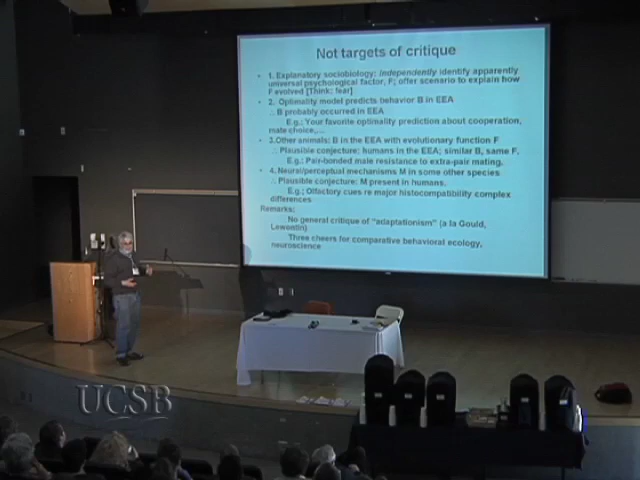 Not targets of critique
• 1. Explanatory sociobiology: Independently identify apparently
universal psychological factor, F; offer scenario to explain how
F evolved [Think: fear]
• 2. Optimality model predicts behavior B in EEA
∴ B probably occurred in EEA
E.g.; Your favorite optimality prediction about cooperation,
mate choice,...
• 3.Other animals: B in the EEA with evolutionary function F
∴ Plausible conjecture: humans in the EEA; similar B, same F.
E.g.: Pair-bonded male resistance to extra-pair mating.
• 4. Neural/perceptual mechanisms M in some other species
∴ Plausible conjecture: M present in humans.
E.g.; Olfactory cues re major histocompatibility complex
differences
Remarks:
No general critique of "adaptationism" (a la Gould,
Lewontin)
Three cheers for comparative behavioral ecology,
neuroscience
UCSB